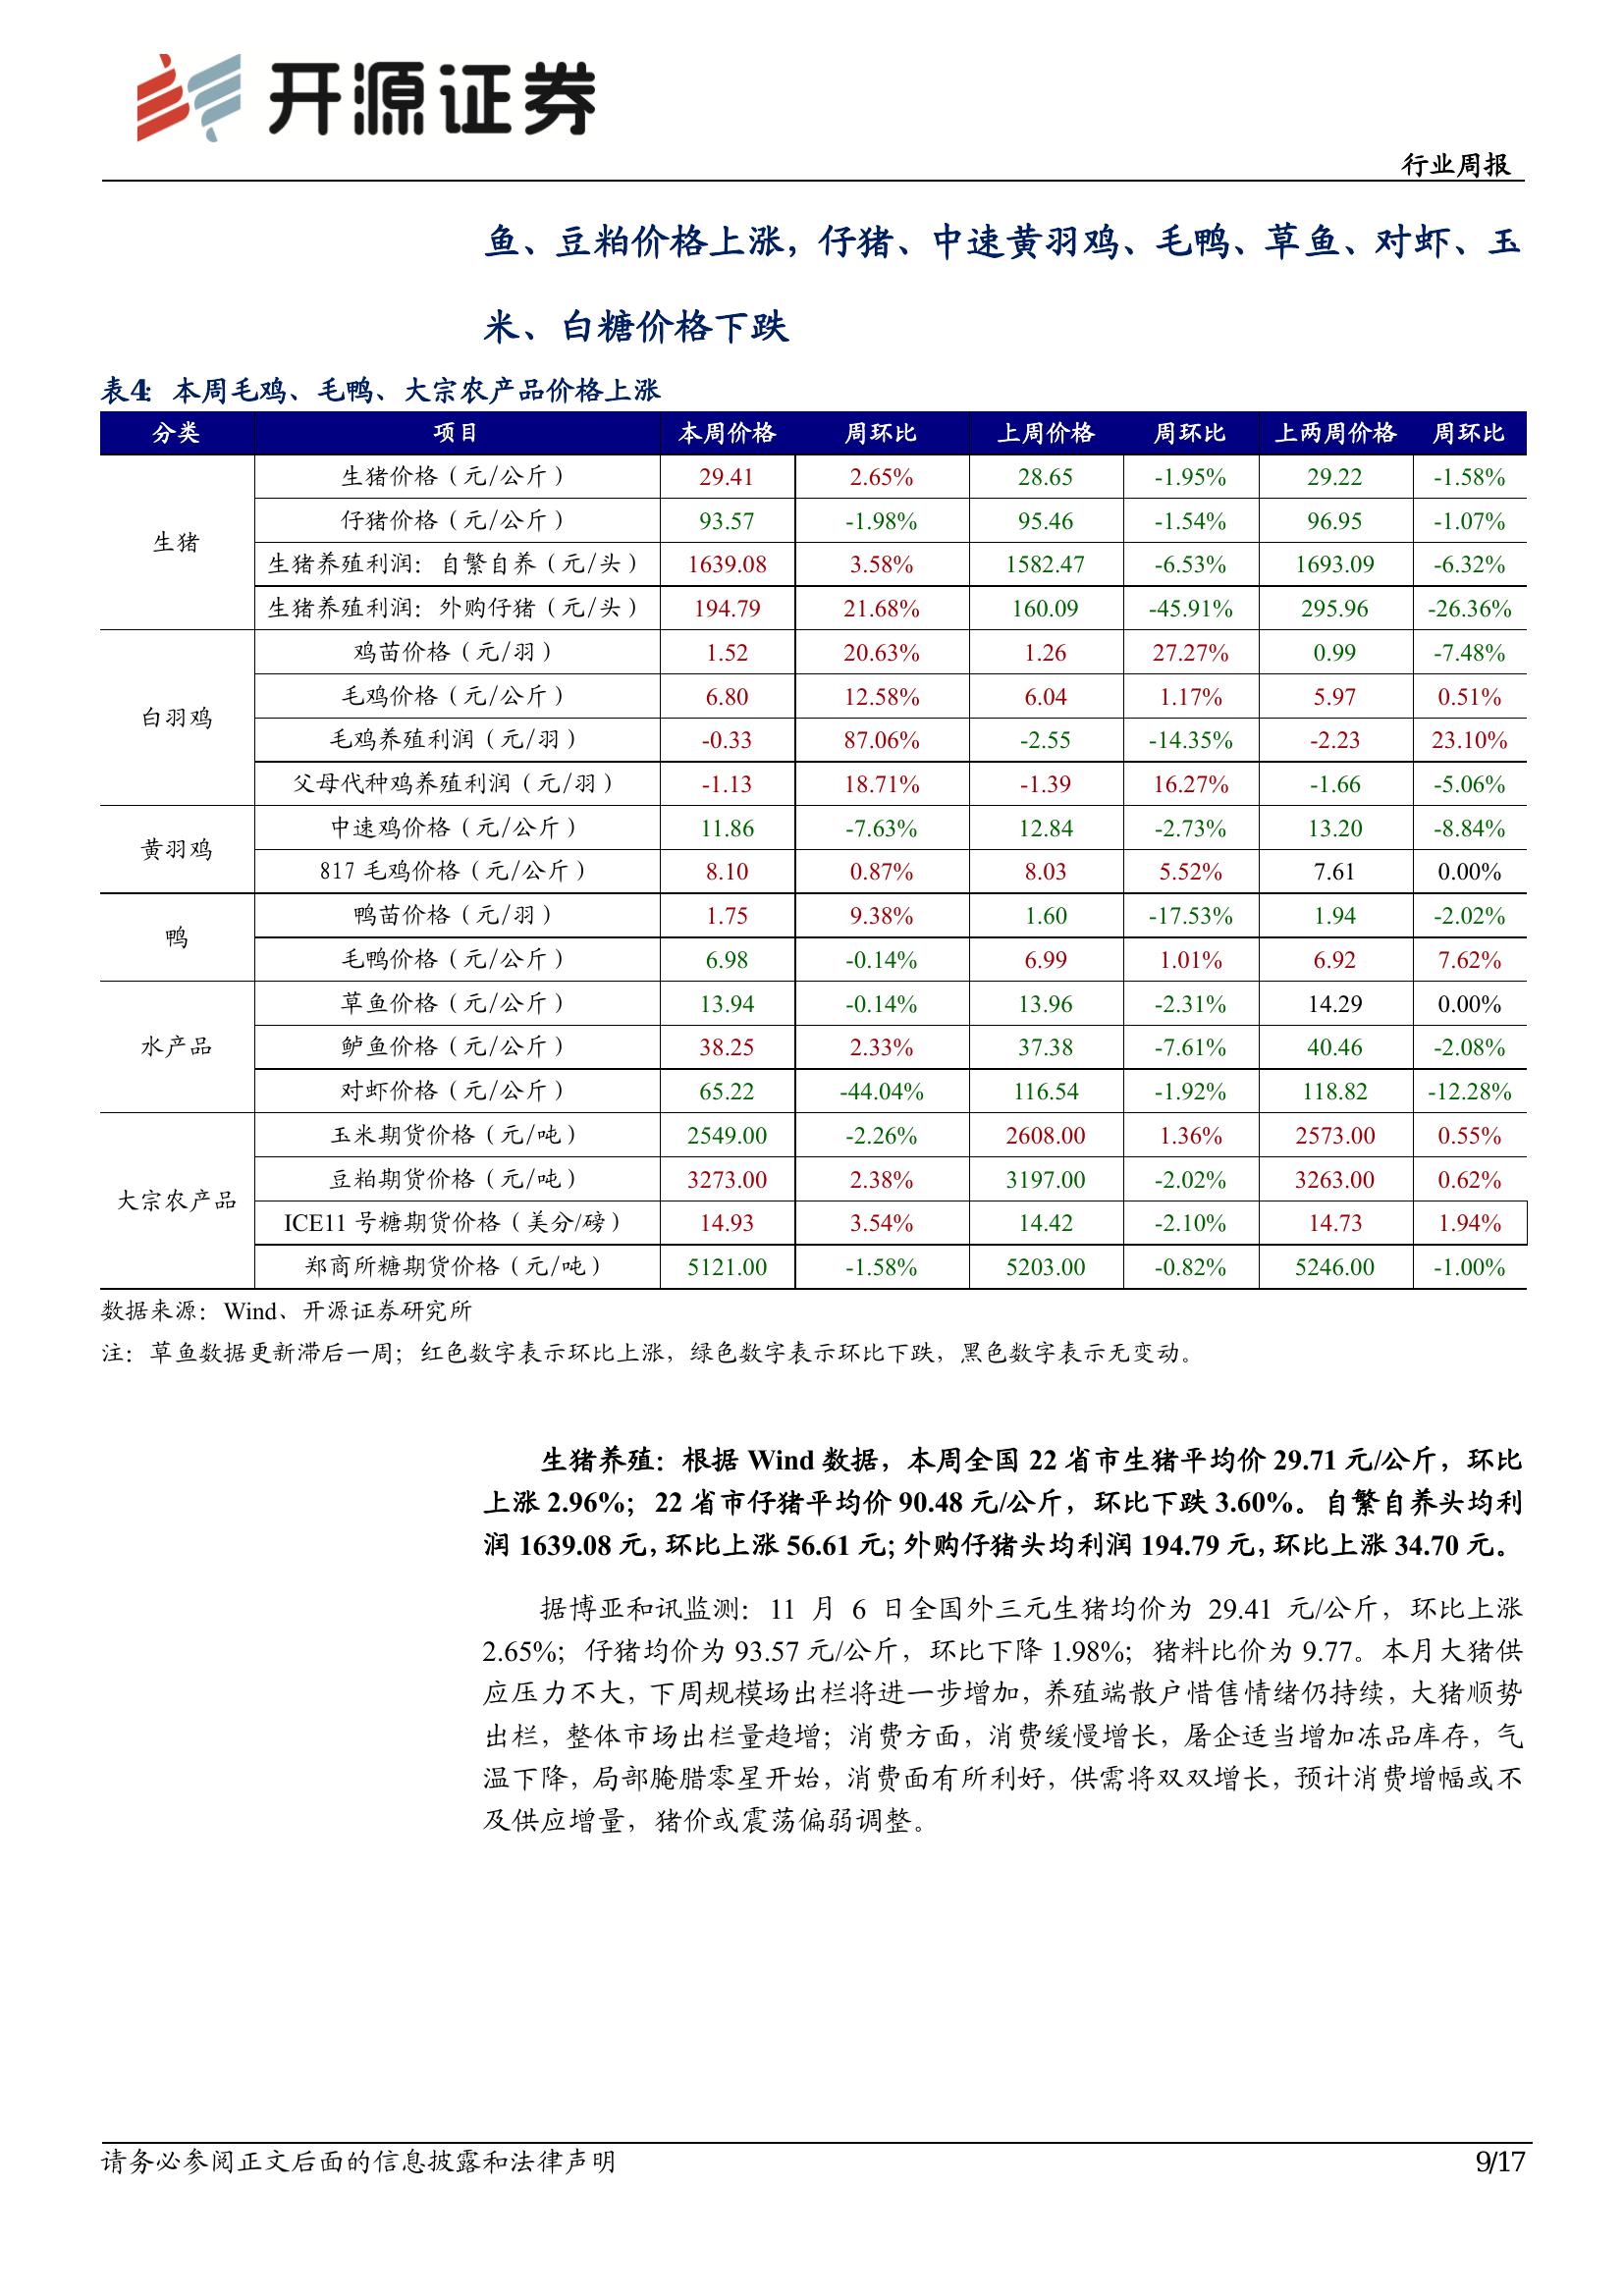 开源证券
行业周报
鱼、豆粕价格上涨，仔猪、中速黄羽鸡、毛鸭、草鱼、对虾、玉
米、白糖价格下跌
表4：本周毛鸡、毛鸭、大宗农产品价格上涨
分类 项目 本周价格 周环比 上周价格 周环比 上两周价格 周环比
生猪 生猪价格（元/公斤） 29.41 2.65% 28.65 -1.95% 29.22 -1.58%
仔猪价格（元/公斤） 93.57 -1.98% 95.46 -1.54% 96.95 -1.07%
生猪养殖利润：自繁自养（元/头） 1639.08 3.58% 1582.47 -6.53% 1693.09 -6.32%
生猪养殖利润：外购仔猪（元/头） 194.79 21.68% 160.09 -45.91% 295.96 -26.36%
白羽鸡 鸡苗价格（元/羽） 1.52 20.63% 1.26 27.27% 0.99 -7.48%
毛鸡价格（元/公斤） 6.80 12.58% 6.04 1.17% 5.97 0.51%
毛鸡养殖利润（元/羽） -0.33 87.06% -2.55 -14.35% -2.23 23.10%
父母代种鸡养殖利润（元/羽） -1.13 18.71% -1.39 16.27% -1.66 -5.06%
黄羽鸡 中速鸡价格（元/公斤） 11.86 -7.63% 12.84 -2.73% 13.20 -8.84%
817 毛鸡价格（元/公斤） 8.10 0.87% 8.03 5.52% 7.61 0.00%
鸭 鸭苗价格（元/羽） 1.75 9.38% 1.60 -17.53% 1.94 -2.02%
毛鸭价格（元/公斤） 6.98 -0.14% 6.99 1.01% 6.92 7.62%
水产品 草鱼价格（元/公斤） 13.94 -0.14% 13.96 -2.31% 14.29 0.00%
鲈鱼价格（元/公斤） 38.25 2.33% 37.38 -7.61% 40.46 -2.08%
对虾价格（元/公斤） 65.22 -44.04% 116.54 -1.92% 118.82 -12.28%
大宗农产品 玉米期货价格（元/吨） 2549.00 -2.26% 2608.00 1.36% 2573.00 0.55%
豆粕期货价格（元/吨） 3273.00 2.38% 3197.00 -2.02% 3263.00 0.62%
ICE11 号糖期货价格（美分/磅） 14.93 3.54% 14.42 -2.10% 14.73 1.94%
郑商所糖期货价格（元/吨） 5121.00 -1.58% 5203.00 -0.82% 5246.00 -1.00%
数据来源：Wind、开源证券研究所
注：草鱼数据更新滞后一周；红色数字表示环比上涨，绿色数字表示环比下跌，黑色数字表示无变动。
生猪养殖：根据 Wind 数据，本周全国 22 省市生猪平均价 29.71 元/公斤，环比
上涨 2.96%；22 省市仔猪平均价 90.48 元/公斤，环比下跌 3.60%。自繁自养头均利
润 1639.08 元，环比上涨 56.61 元；外购仔猪头均利润 194.79 元，环比上涨 34.70 元。
据博亚和讯监测：11 月 6 日全国外三元生猪均价为 29.41 元/公斤，环比上涨
2.65%；仔猪均价为 93.57 元/公斤，环比下降 1.98%；猪料比价为 9.77。本月大猪供
应压力不大，下周规模场出栏将进一步增加，养殖端散户惜售情绪仍持续，大猪顺势
出栏，整体市场出栏量趋增；消费方面，消费缓慢增长，屠企适当增加冻品库存，气
温下降，局部腌腊零星开始，消费面有所利好，供需将双双增长，预计消费增幅或不
及供应增量，猪价或震荡偏弱调整。
请务必参阅正文后面的信息披露和法律声明
9/17